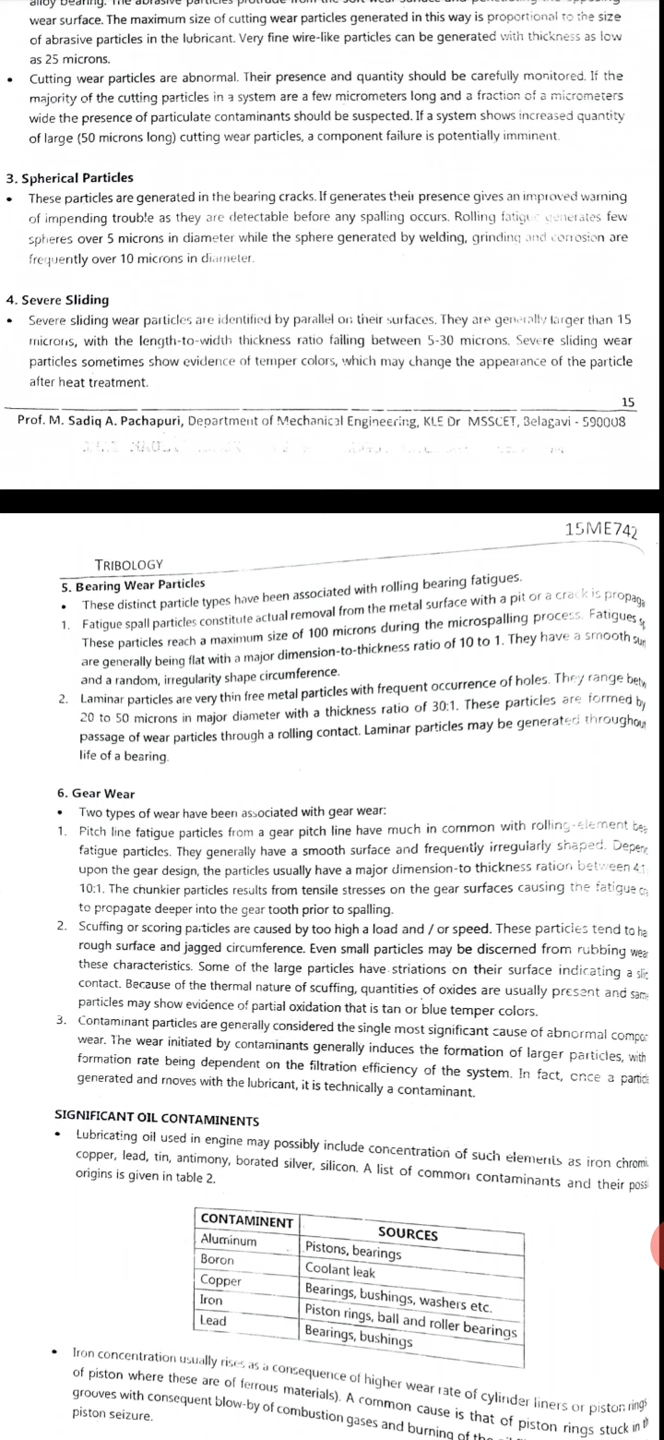 alloy bearing. The abrasive particles protrude from the soft wear surface and penetrating the opposing
wear surface. The maximum size of cutting wear particles generated in this way is proportional to the size
of abrasive particles in the lubricant. Very fine wire-like particles can be generated with thickness as low
as 25 microns.
• Cutting wear particles are abnormal. Their presence and quantity should be carefully monitored. If the
majority of the cutting particles in a system are a few micrometers long and a fraction of a micrometers
wide the presence of particulate contaminants should be suspected. If a system shows increased quantity
of large (50 microns long) cutting wear particles, a component failure is potentially imminent.
3. Spherical Particles
• These particles are generated in the bearing cracks. If generates their presence gives an improved warning
of impending trouble as they are detectable before any spalling occurs. Rolling fatigue generates few
spheres over 5 microns in diameter while the sphere generated by welding, grinding and corrosion are
frequently over 10 microns in diameter.
4. Severe Sliding
• Severe sliding wear particles are identified by parallel on their surfaces. They are generally larger than 15
microns, with the length-to-width thickness ratio falling between 5-30 microns. Severe sliding wear
particles sometimes show evidence of temper colors, which may change the appearance of the particle
after heat treatment.
15
Prof. M. Sadiq A. Pachapuri, Department of Mechanical Engineering, KLE Dr MSSCET, Belagavi - 590008
15ME742
TRIBOLOGY
5. Bearing Wear Particles
• These distinct particle types have been associated with rolling bearing fatigues.
1. Fatigue spall particles constitute actual removal from the metal surface with a pit or a crack is propaga
These particles reach a maximum size of 100 microns during the microspalling process. Fatigues
are generally being flat with a major dimension-to-thickness ratio of 10 to 1. They have a smooth sur
and a random, irregularity shape circumference.
2. Laminar particles are very thin free metal particles with frequent occurrence of holes. They range betw
20 to 50 microns in major diameter with a thickness ratio of 30:1. These particles are formed by
passage of wear particles through a rolling contact. Laminar particles may be generated throughou
life of a bearing.
6. Gear Wear
• Two types of wear have been associated with gear wear:
1. Pitch line fatigue particles from a gear pitch line have much in common with rolling-element bea
fatigue particles. They generally have a smooth surface and frequently irregularly shaped. Depen
upon the gear design, the particles usually have a major dimension-to thickness ration between 4:1
10:1. The chunkier particles results from tensile stresses on the gear surfaces causing the fatigue
to propagate deeper into the gear tooth prior to spalling.
2. Scuffing or scoring particles are caused by too high a load and / or speed. These particles tend to ha
rough surface and jagged circumference. Even small particles may be discerned from rubbing wea
these characteristics. Some of the large particles have striations on their surface indicating a slic
contact. Because of the thermal nature of scuffing, quantities of oxides are usually present and
particles may show evidence of partial oxidation that is tan or blue temper colors.
3. Contaminant particles are generally considered the single most significant cause of abnormal compo
wear. The wear initiated by contaminants generally induces the formation of larger particles, with
formation rate being dependent on the filtration efficiency of the system. In fact, once a particl
generated and moves with the lubricant, it is technically a contaminant.
SIGNIFICANT OIL CONTAMINENTS
• Lubricating oil used in engine may possibly include concentration of such elements as iron chromi
copper, lead, tin, antimony, borated silver, silicon. A list of common contaminants and their poss
origins is given in table 2.
CONTAMINENT SOURCES
Aluminum Pistons, bearings
Boron Coolant leak
Copper Bearings, bushings, washers etc.
Iron Piston rings, ball and roller bearings
Lead Bearings, bushings
• Iron concentration usually rises as a consequence of higher wear rate of cylinder liners or piston rings
of piston where these are of ferrous materials). A common cause is that of piston rings stuck in
grooves with consequent blow-by of combustion gases and burning of the
piston seizure.